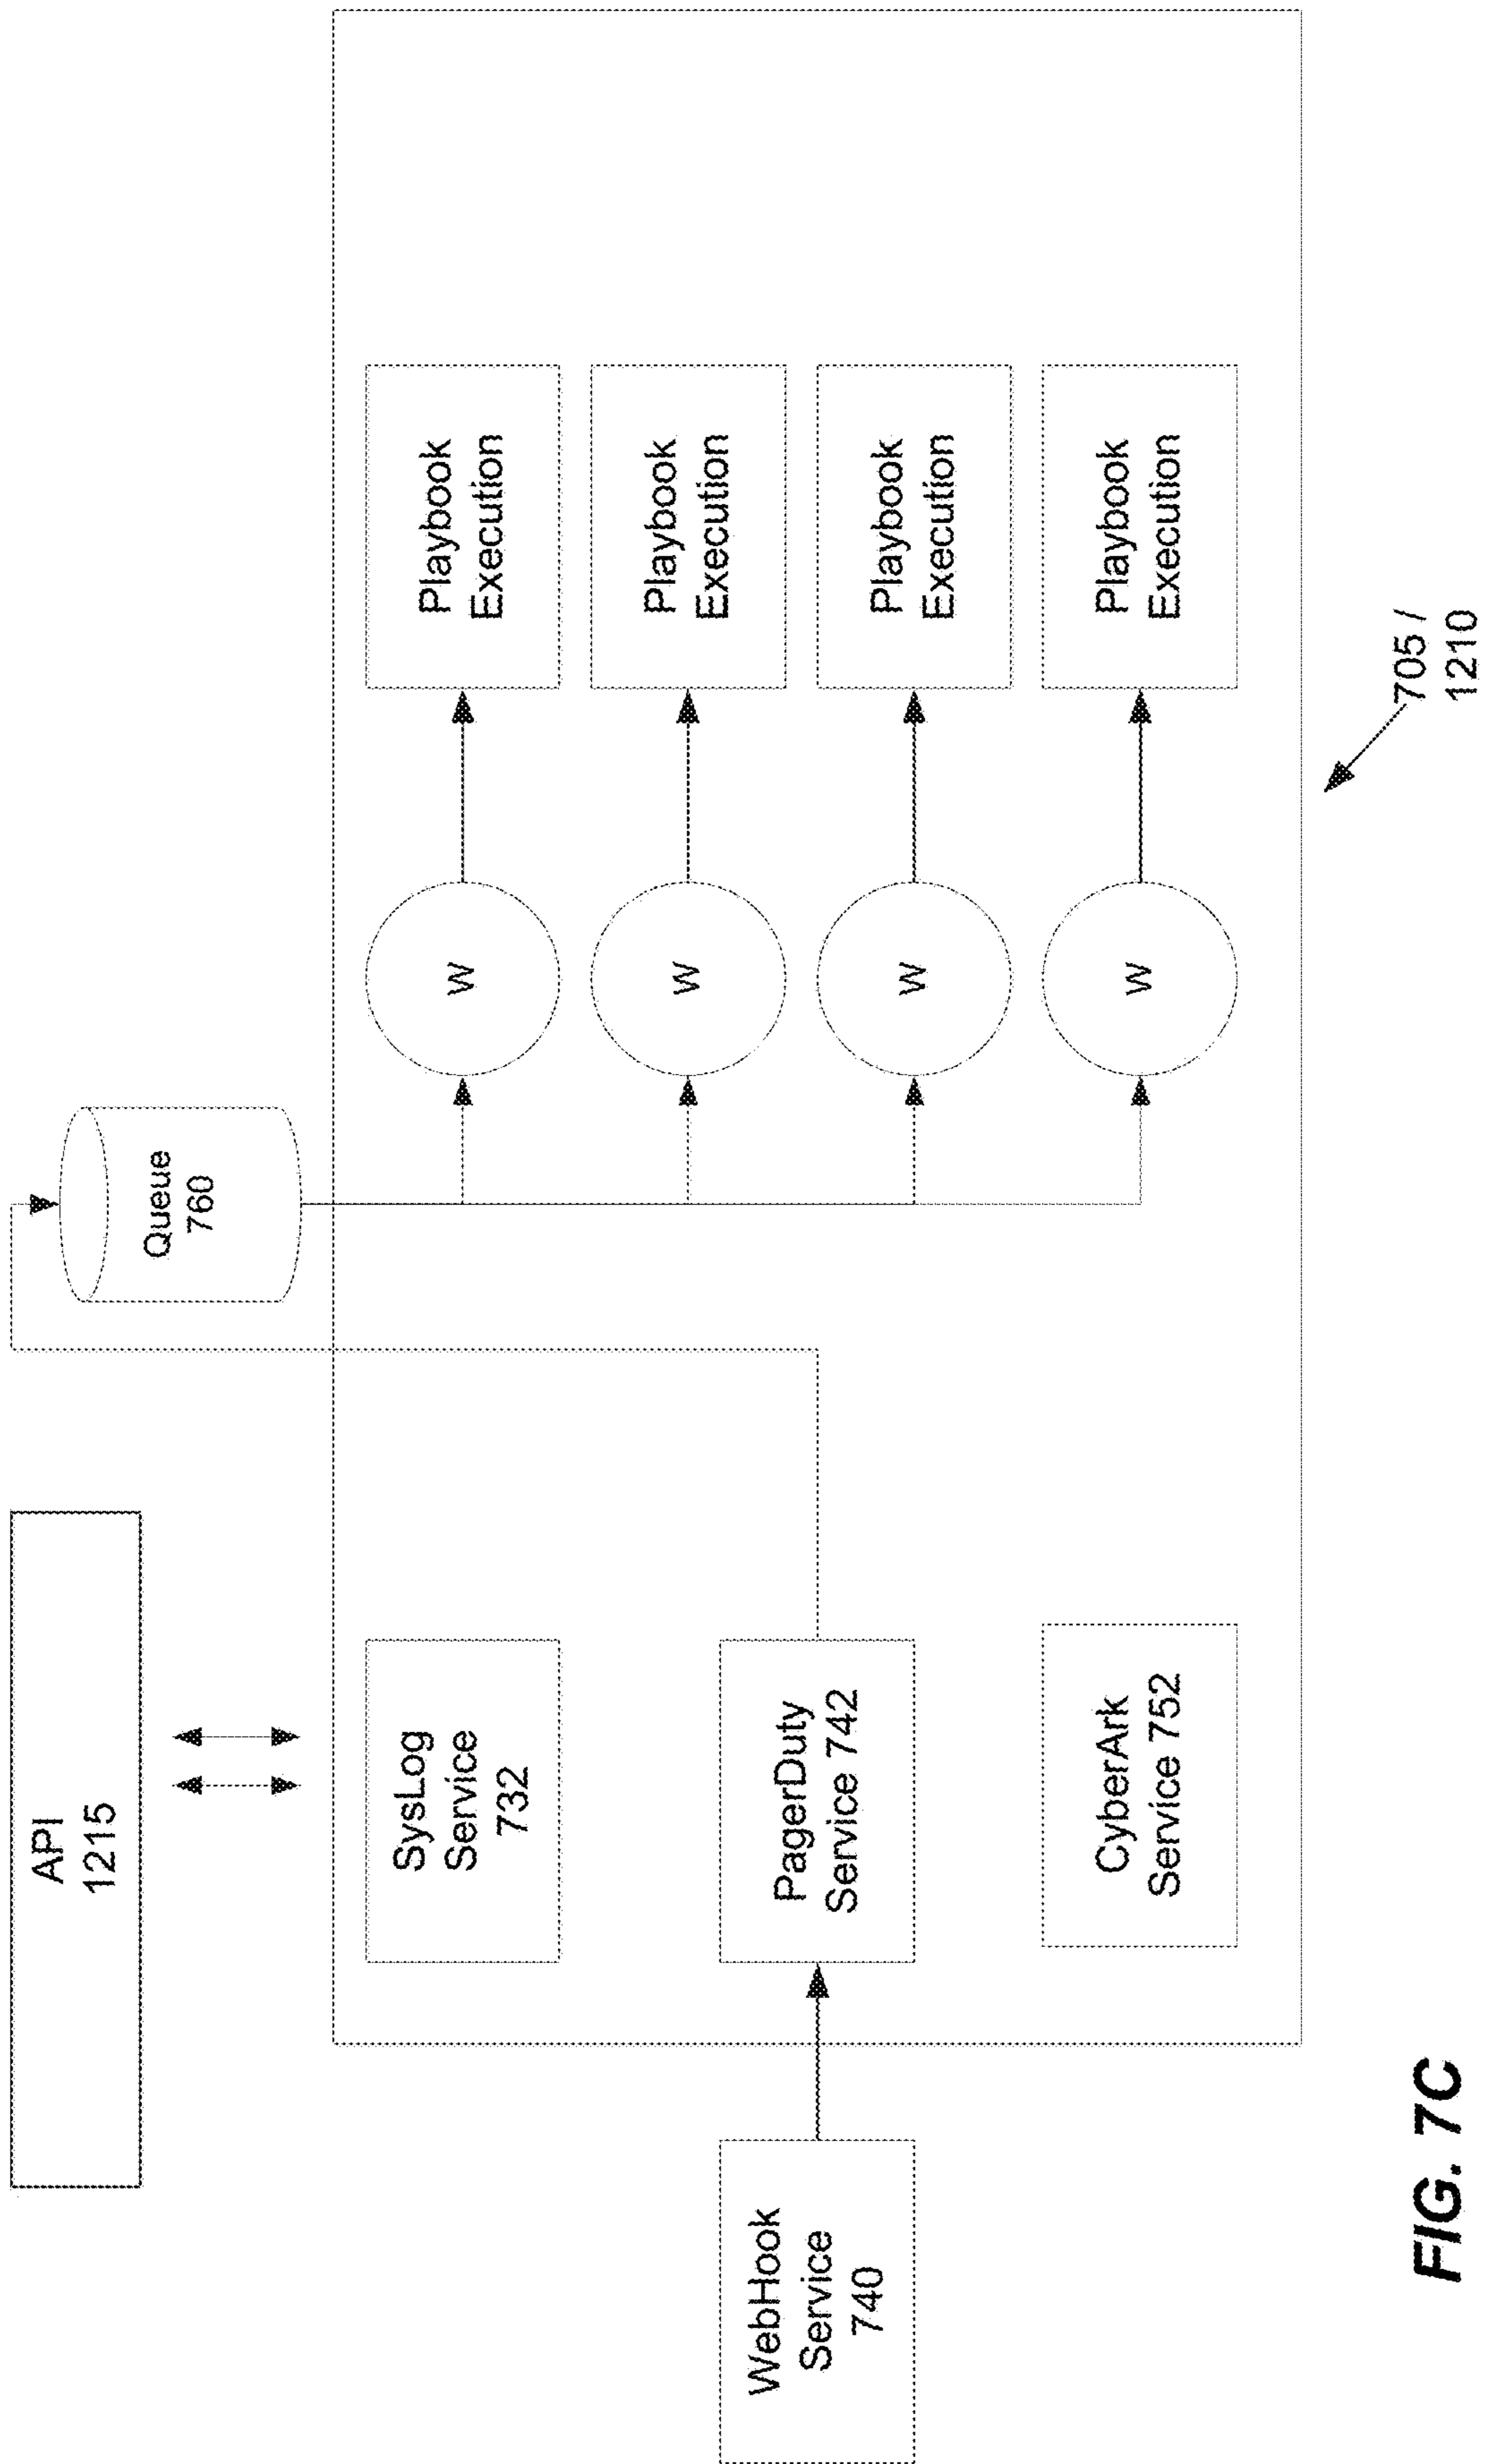 API
1215
Queue
760
SysLog
Service
732
W
Playbook
Execution
W
Playbook
Execution
WebHook
Service
740
PagerDuty
Service 742
W
Playbook
Execution
CyberArk
Service 752
W
Playbook
Execution
705 /
1210
FIG. 7C